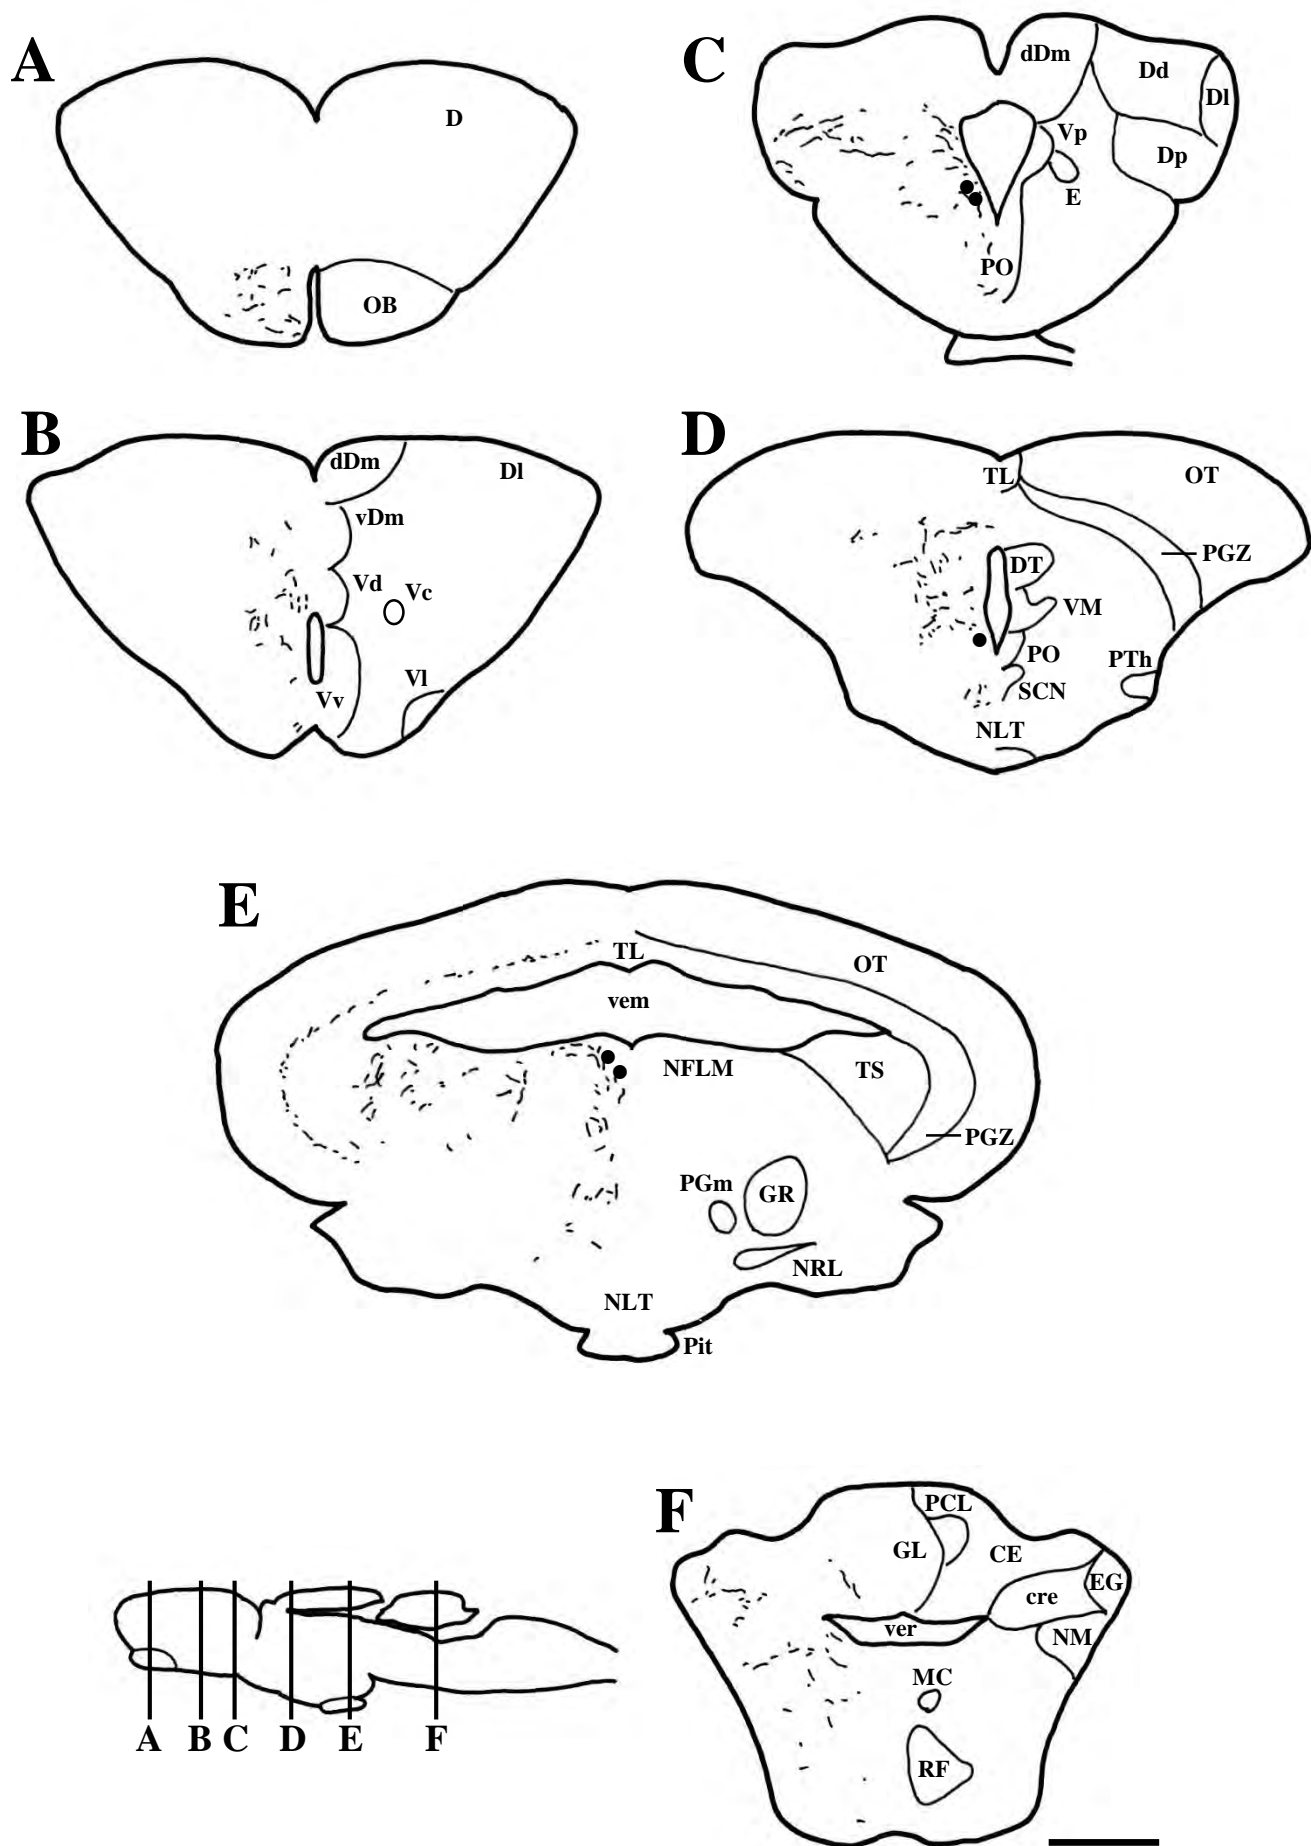 A
D
OB
C
dDm
Dd
Dl
Vp
Dp
E
PO
B
dDm
Dl
vDm
Vd
Vc
Vl
Vv
D
TL
OT
PGZ
DT
VM
PO
PTh
SCN
NLT
E
TL
OT
vem
NFLM
TS
PGZ
PGm
GR
NRL
NLT
Pit
A B C D E F
F
PCL
GL
CE
EG
cre
ver
NM
MC
RF